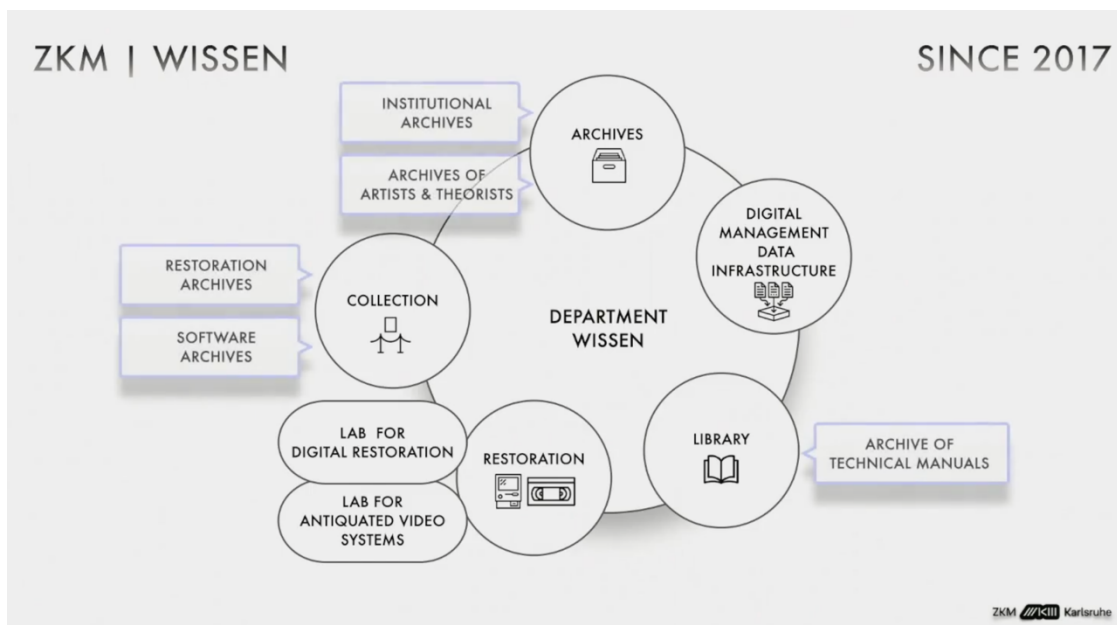 ZKM | WISSEN
SINCE 2017
INSTITUTIONAL
ARCHIVES
ARCHIVES OF
ARTISTS & THEORISTS
ARCHIVES
DIGITAL
MANAGEMENT
DATA
INFRASTRUCTURE
RESTORATION
ARCHIVES
SOFTWARE
ARCHIVES
COLLECTION
DEPARTMENT
WISSEN
LAB FOR
DIGITAL RESTORATION
LAB FOR
ANTIQUATED VIDEO
SYSTEMS
RESTORATION
LIBRARY
ARCHIVE OF
TECHNICAL MANUALS
ZKM Karlsruhe